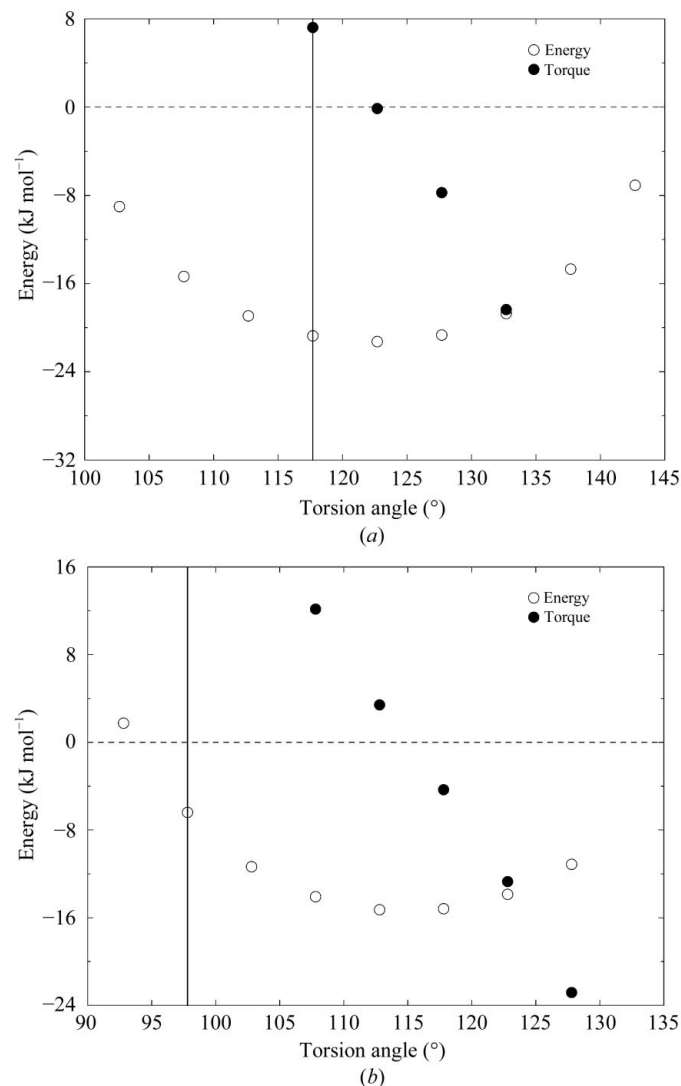 8
0
−8
−16
−24
−32
Energy (kJ mol−1)
Energy
Torque
100 105 110 115 120 125 130 135 140 145
Torsion angle (°)
(a)
16
8
0
−8
−16
−24
Energy (kJ mol−1)
Energy
Torque
90 95 100 105 110 115 120 125 130 135
Torsion angle (°)
(b)